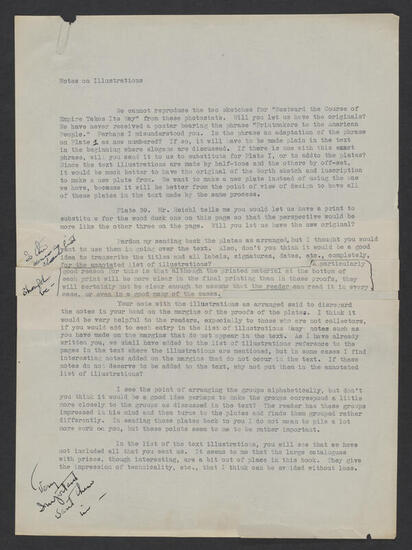 Notes on Illustrations
We cannot reproduce the two sketches for "Westward the Course of
Empire Takes Its Way" from these photostats. Will you let us have the originals?
We have never received a poster bearing the phrase "Printmakers to the American
People." Perhaps I misunderstood you. Is the phrase an adaptation of the phrase
on Plate 1 as now numbered? If so, it will have to be made plain in the text
in the beginning where slogans are discussed. If there is one with this exact
phrase, will you send it to us to substitute for Plate 1, or to add to the plates?
Since the text illustrations are made by half-tone and the others by off-set,
it would be much better to have the original of the North sketch and inscription
to make a new plate from. We want to make a new plate instead of using the one
we have, because it will be better from the point of view of design to have all
of these plates in the text made by the same process.
Plate 39. Mr. Reichl tells me you would let us have a print to
substitute for the wood duck one on this page so that the perspective would be
more like the other three on the page. Will you let us have the new original?
Pardon my sending back the plates as arranged, but I thought you would
want to use them in going over the text. Also, don't you think it would be a good
idea to transcribe the titles and all labels, signatures, dates, etc., completely,
for the annotated list of illustrations? A particularly
good reason for this is that although the printed material at the bottom of
each print will be more clear in the final printing than in these proofs, they
will certainly not be clear enough to assume that the reader can read it in every
case, or even in a good many of the cases.
Your note with the illustrations as arranged said to disregard
the notes in your hand on the margins of the proofs of the plates. I think it
would be very helpful to the readers, especially to those who are not collectors,
if you would add to each entry in the list of illustrations many notes such as
you have made on the margins that do not appear in the text. As I have already
written you, we shall have added to the list of illustrations reference to the
pages in the text where the illustrations are mentioned, but in some cases I find
interesting notes added on the margins that do not occur in the text. If these
notes do not deserve to be added to the text, why not put them in the annotated
list of illustrations?
I see the point of arranging the groups alphabetically, but don't
you think it would be a good idea perhaps to make the groups correspond a little
more closely to the groups as discussed in the text? The reader has these groups
impressed in his mind and then turns to the plates and finds them grouped rather
differently. In sending these plates back to you I do not mean to pile a lot
more work on you, but these points seem to me to be rather important.
In the list of the text illustrations, you will see that we have
not included all that you sent us. It seems to me that the large catalogues
with prices, though interesting, are a bit out of place in this book. They give
the impression of technicality, etc., that I think can be avoided without loss.
Very
Important